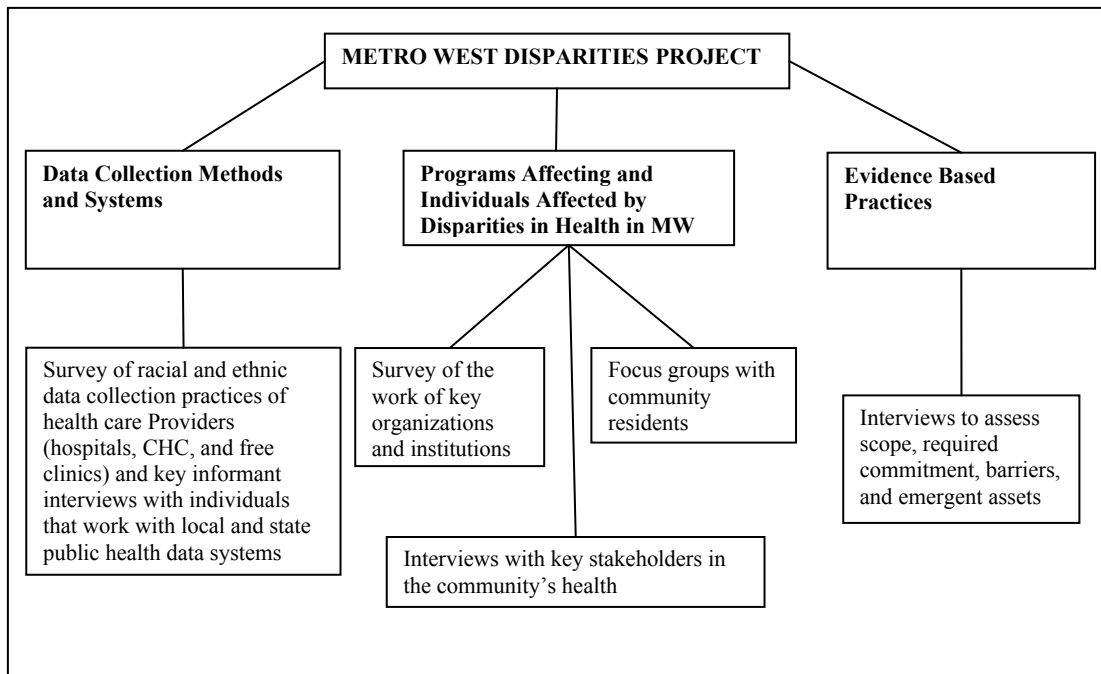 METRO WEST DISPARITIES PROJECT
Data Collection Methods
and Systems
Programs Affecting and
Individuals Affected by
Disparities in Health in MW
Evidence Based
Practices
Survey of racial and ethnic
data collection practices of
health care Providers
(hospitals, CHC, and free
clinics) and key informant
interviews with individuals
that work with local and state
public health data systems
Survey of the
work of key
organizations
and institutions
Focus groups with
community
residents
Interviews with key stakeholders in
the community’s health
Interviews to assess
scope, required
commitment, barriers,
and emergent assets